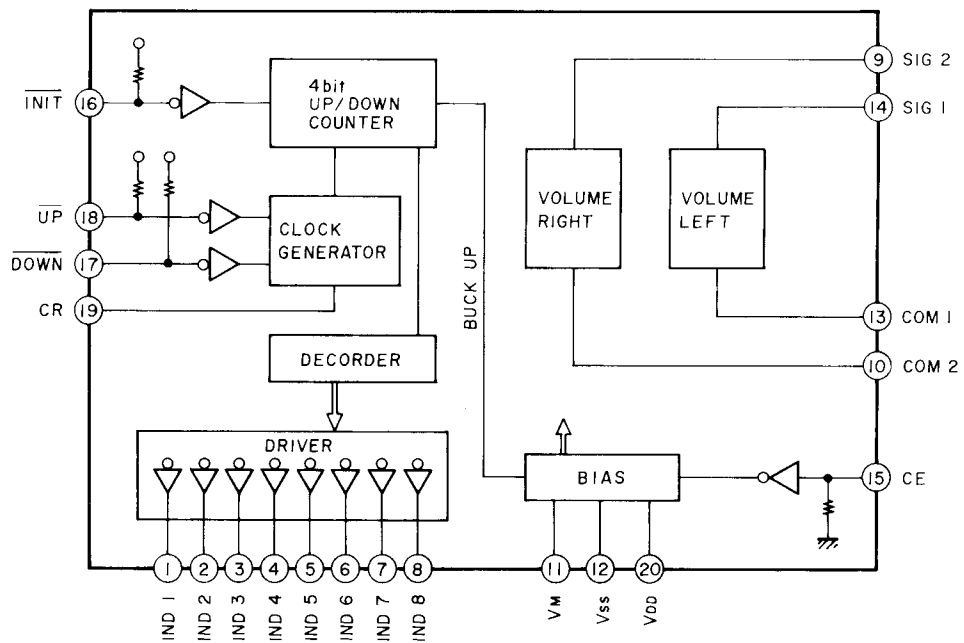 INIT
16
4bit
UP/DOWN
COUNTER
UP
18
DOWN
17
CR
19
CLOCK
GENERATOR
DECORDER
DRIVER
BUCK UP
VOLUME
RIGHT
VOLUME
LEFT
9 SIG 2
14 SIG 1
13 COM 1
10 COM 2
BIAS
15 CE
1 2 3 4 5 6 7 8
IND 1 IND 2 IND 3 IND 4 IND 5 IND 6 IND 7 IND 8
11 12 20
VM VSS VDD